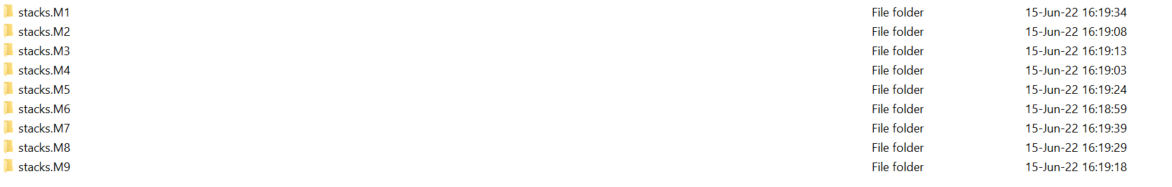 stacks.M1 File folder 15-Jun-22 16:19:34
stacks.M2 File folder 15-Jun-22 16:19:08
stacks.M3 File folder 15-Jun-22 16:19:13
stacks.M4 File folder 15-Jun-22 16:19:03
stacks.M5 File folder 15-Jun-22 16:19:24
stacks.M6 File folder 15-Jun-22 16:18:59
stacks.M7 File folder 15-Jun-22 16:19:39
stacks.M8 File folder 15-Jun-22 16:19:29
stacks.M9 File folder 15-Jun-22 16:19:18